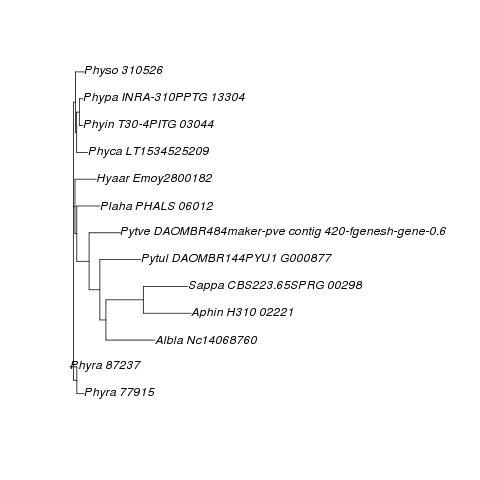 Physo 310526
Phypa INRA-310PPTG 13304
Phyin T30-4PITG 03044
Phyca LT1534525209
Hyaar Emoy2800182
Plaha PHALS 06012
Pytve DAOMBR484maker-pve contig 420-fgenesh-gene-0.6
Pytul DAOMBR144PYU1 G000877
Sappa CBS223.65SPRG 00298
Aphin H310 02221
Albla Nc14068760
Phyra 87237
Phyra 77915